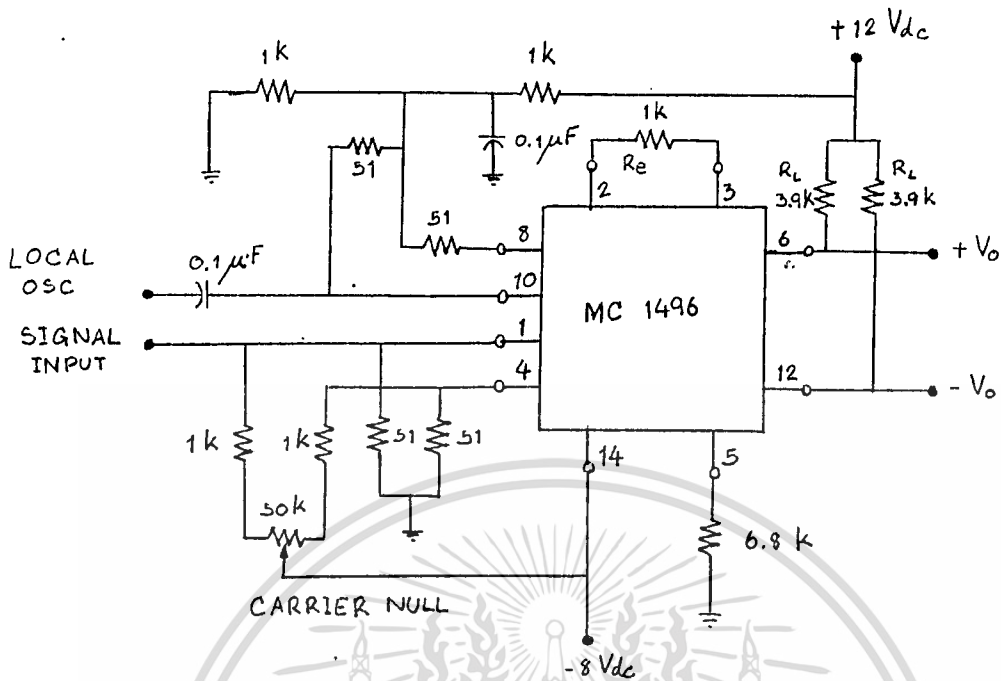 +12 Vdc
1k
1k
1k
0.1µF
51
Re
2
3
RL
3.9k
RL
3.9k
51
8
6
+ Vo
LOCAL
OSC
0.1µF
10
MC 1496
SIGNAL
INPUT
1
4
12
- Vo
1k
1k
51
51
14
5
50k
6.8 k
CARRIER NULL
-8 Vdc